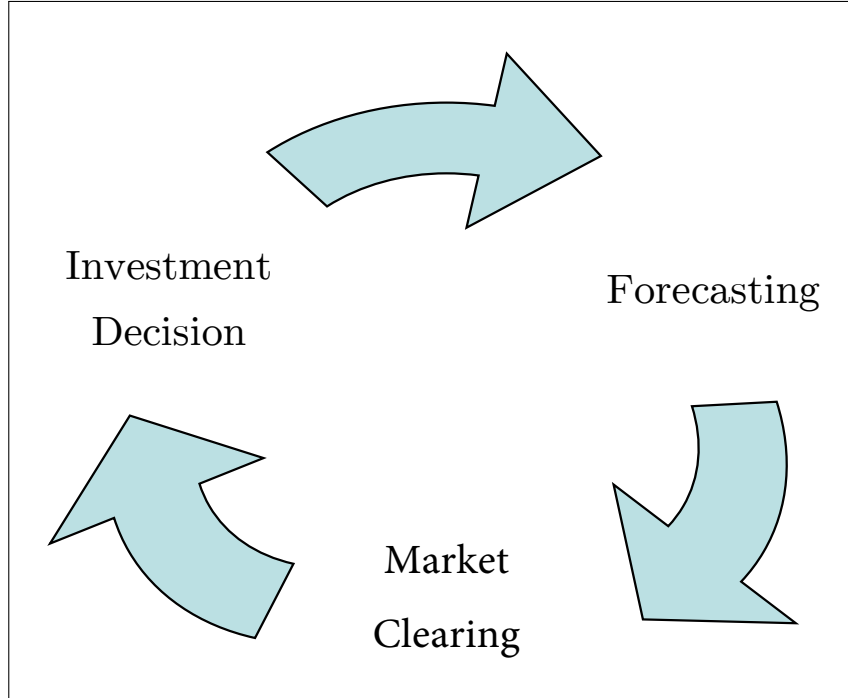 Investment
Decision
Forecasting
Market
Clearing